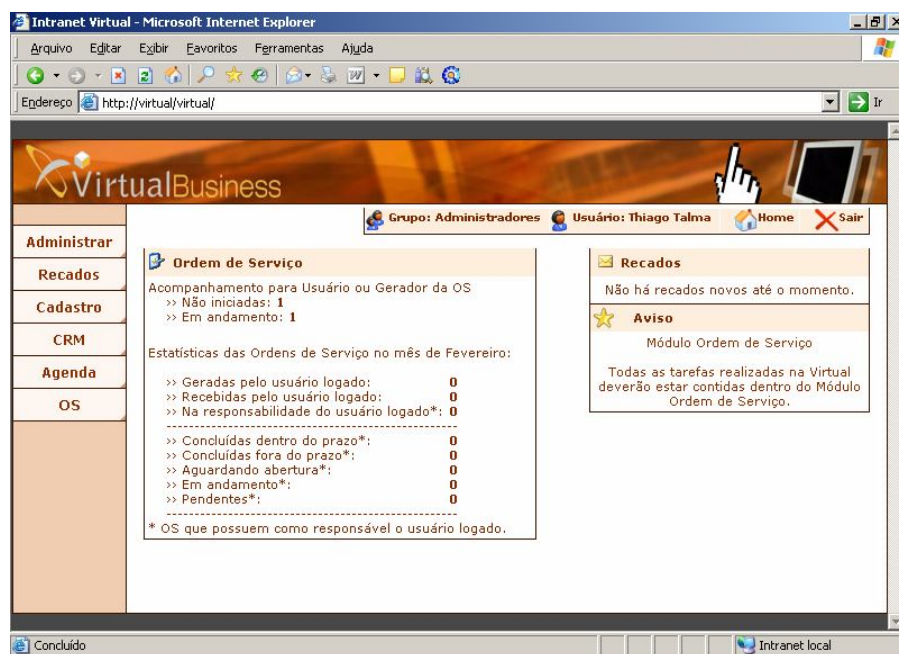 Intranet Virtual - Microsoft Internet Explorer
Arquivo Editar Exibir Favoritos Ferramentas Ajuda
Endereço http://virtual/virtual/ Ir
VirtualBusiness
Grupo: Administradores Usuário: Thiago Talma Home Sair
Administrar
Recados
Cadastro
CRM
Agenda
OS
Ordem de Serviço
Acompanhamento para Usuário ou Gerador da OS
>> Não iniciadas: 1
>> Em andamento: 1
Estatísticas das Ordens de Serviço no mês de Fevereiro:
>> Geradas pelo usuário logado: 0
>> Recebidas pelo usuário logado: 0
>> Na responsabilidade do usuário logado*: 0
>> Concluídas dentro do prazo*: 0
>> Concluídas fora do prazo*: 0
>> Aguardando abertura*: 0
>> Em andamento*: 0
>> Pendentes*: 0
* OS que possuem como responsável o usuário logado.
Recados
Não há recados novos até o momento.
Aviso
Módulo Ordem de Serviço
Todas as tarefas realizadas na Virtual
deverão estar contidas dentro do Módulo
Ordem de Serviço.
Concluído
Intranet local